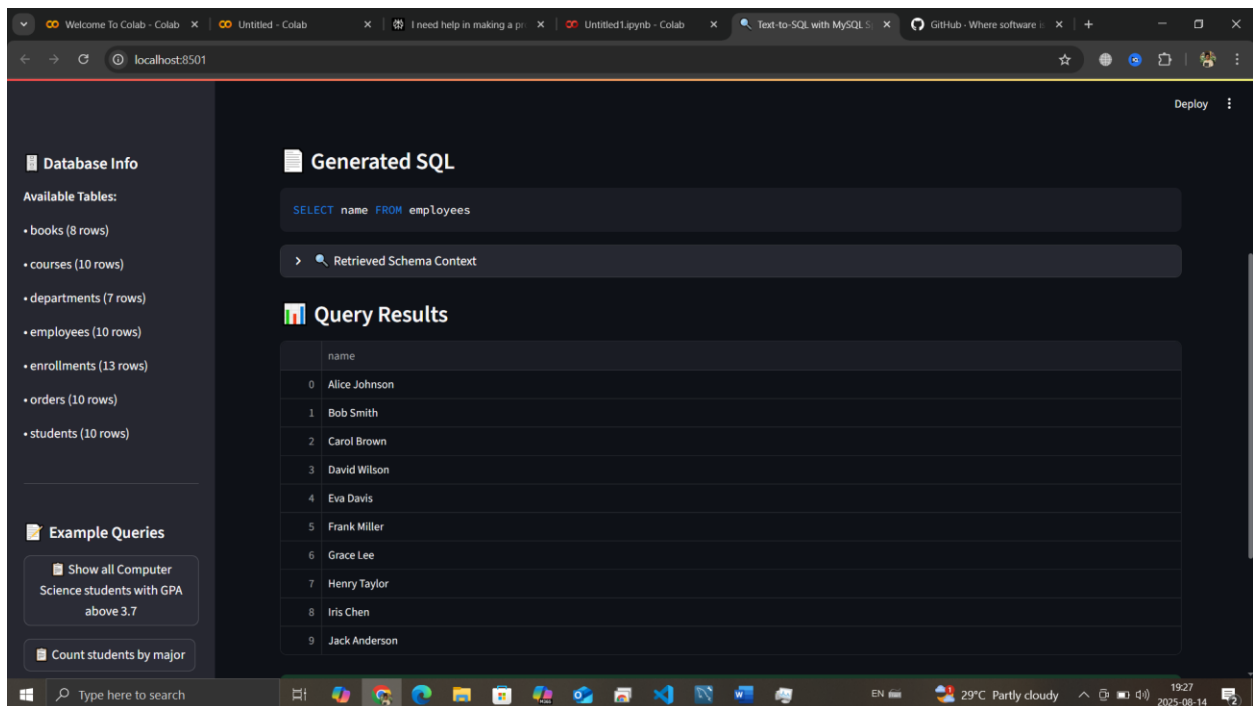 Welcome To Colab - Colab
Untitled - Colab
I need help in making a pr
Untitled1.ipynb - Colab
Text-to-SQL with MySQL S
GitHub - Where software is
localhost:8501
Deploy
Database Info
Available Tables:
• books (8 rows)
• courses (10 rows)
• departments (7 rows)
• employees (10 rows)
• enrollments (13 rows)
• orders (10 rows)
• students (10 rows)
Example Queries
Show all Computer
Science students with GPA
above 3.7
Count students by major
Generated SQL
SELECT name FROM employees
Retrieved Schema Context
Query Results
name
0 Alice Johnson
1 Bob Smith
2 Carol Brown
3 David Wilson
4 Eva Davis
5 Frank Miller
6 Grace Lee
7 Henry Taylor
8 Iris Chen
9 Jack Anderson
Type here to search
EN
29°C Partly cloudy
19:27
2025-08-14
2